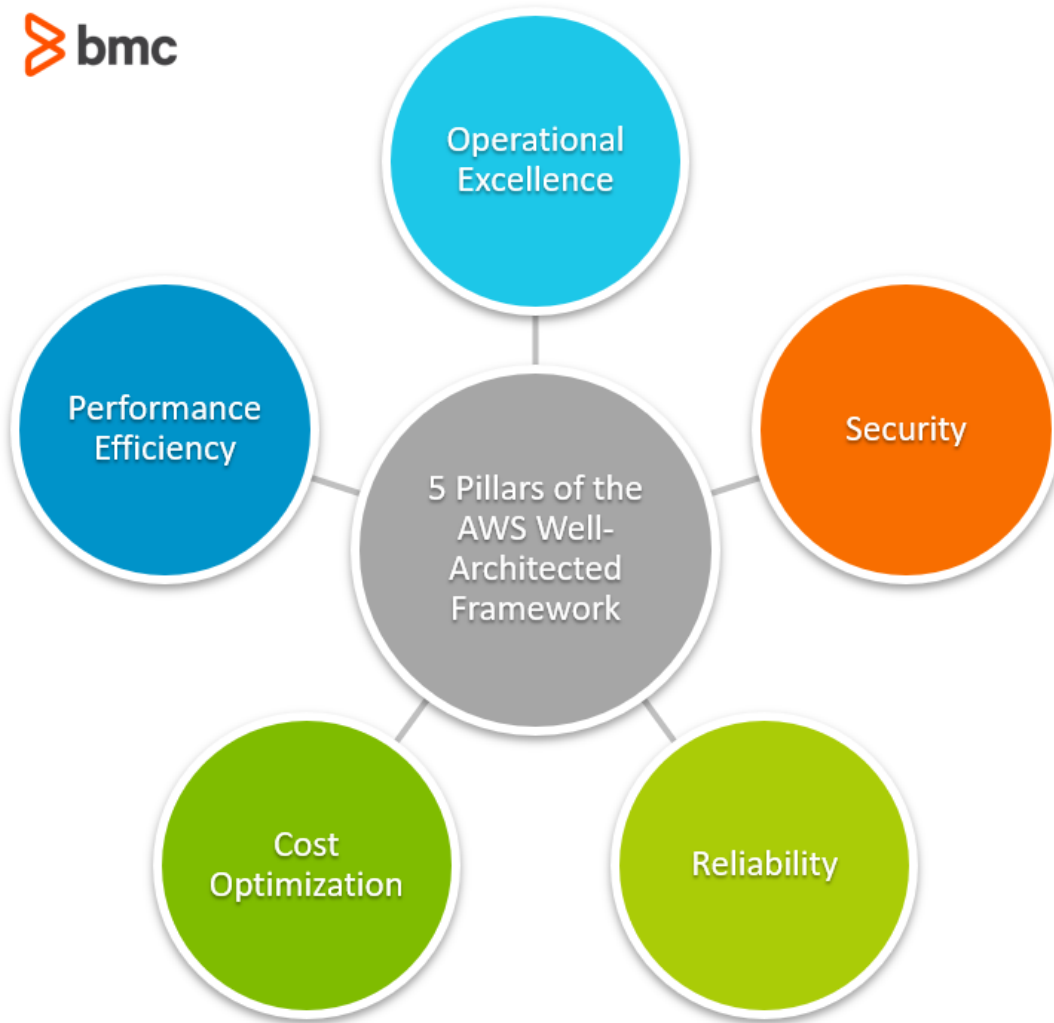 bmc
Operational
Excellence
Performance
Efficiency
Security
5 Pillars of the
AWS Well-
Architected
Framework
Cost
Optimization
Reliability